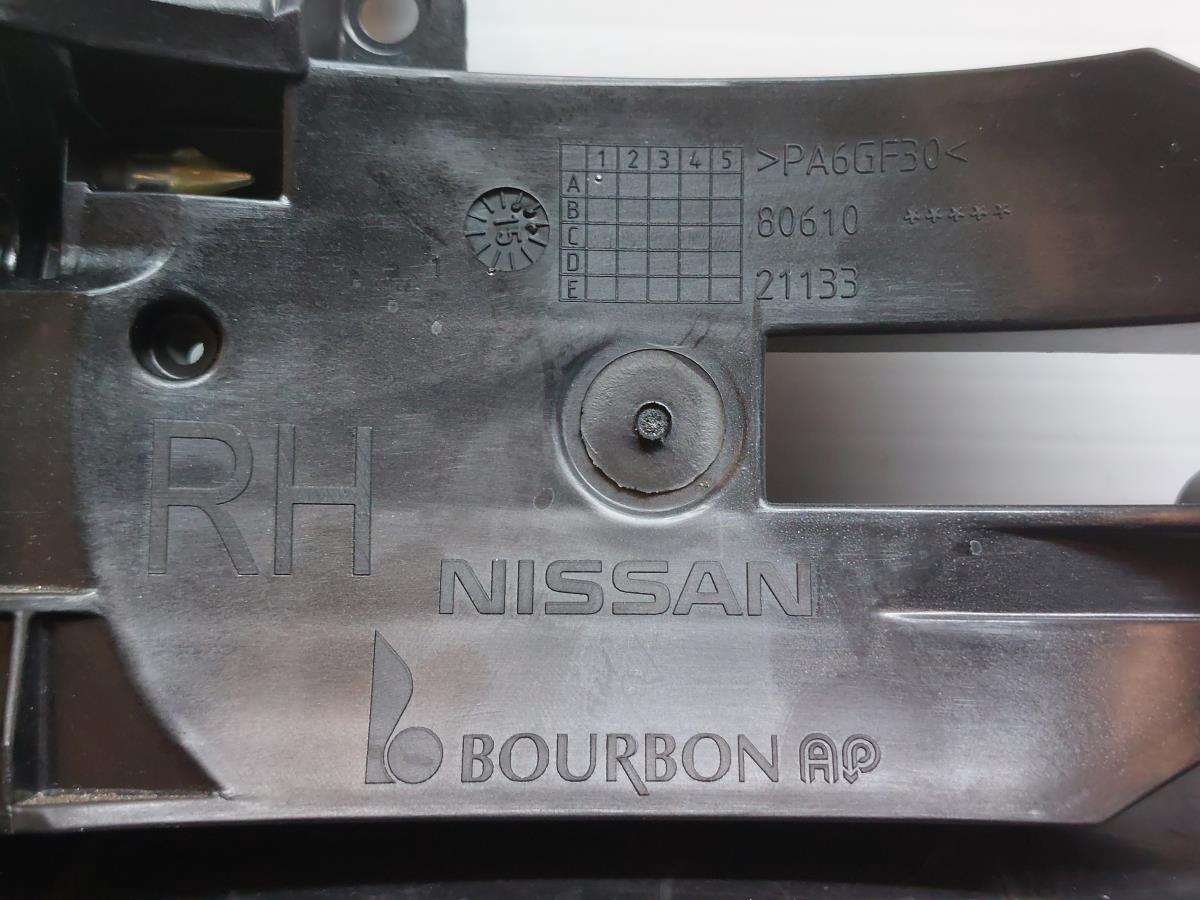 1 2 3 4 5
A
B
C
D
E
>PA6GF30<
80610 *****
21133
15
RH
NISSAN
BOURBON AP